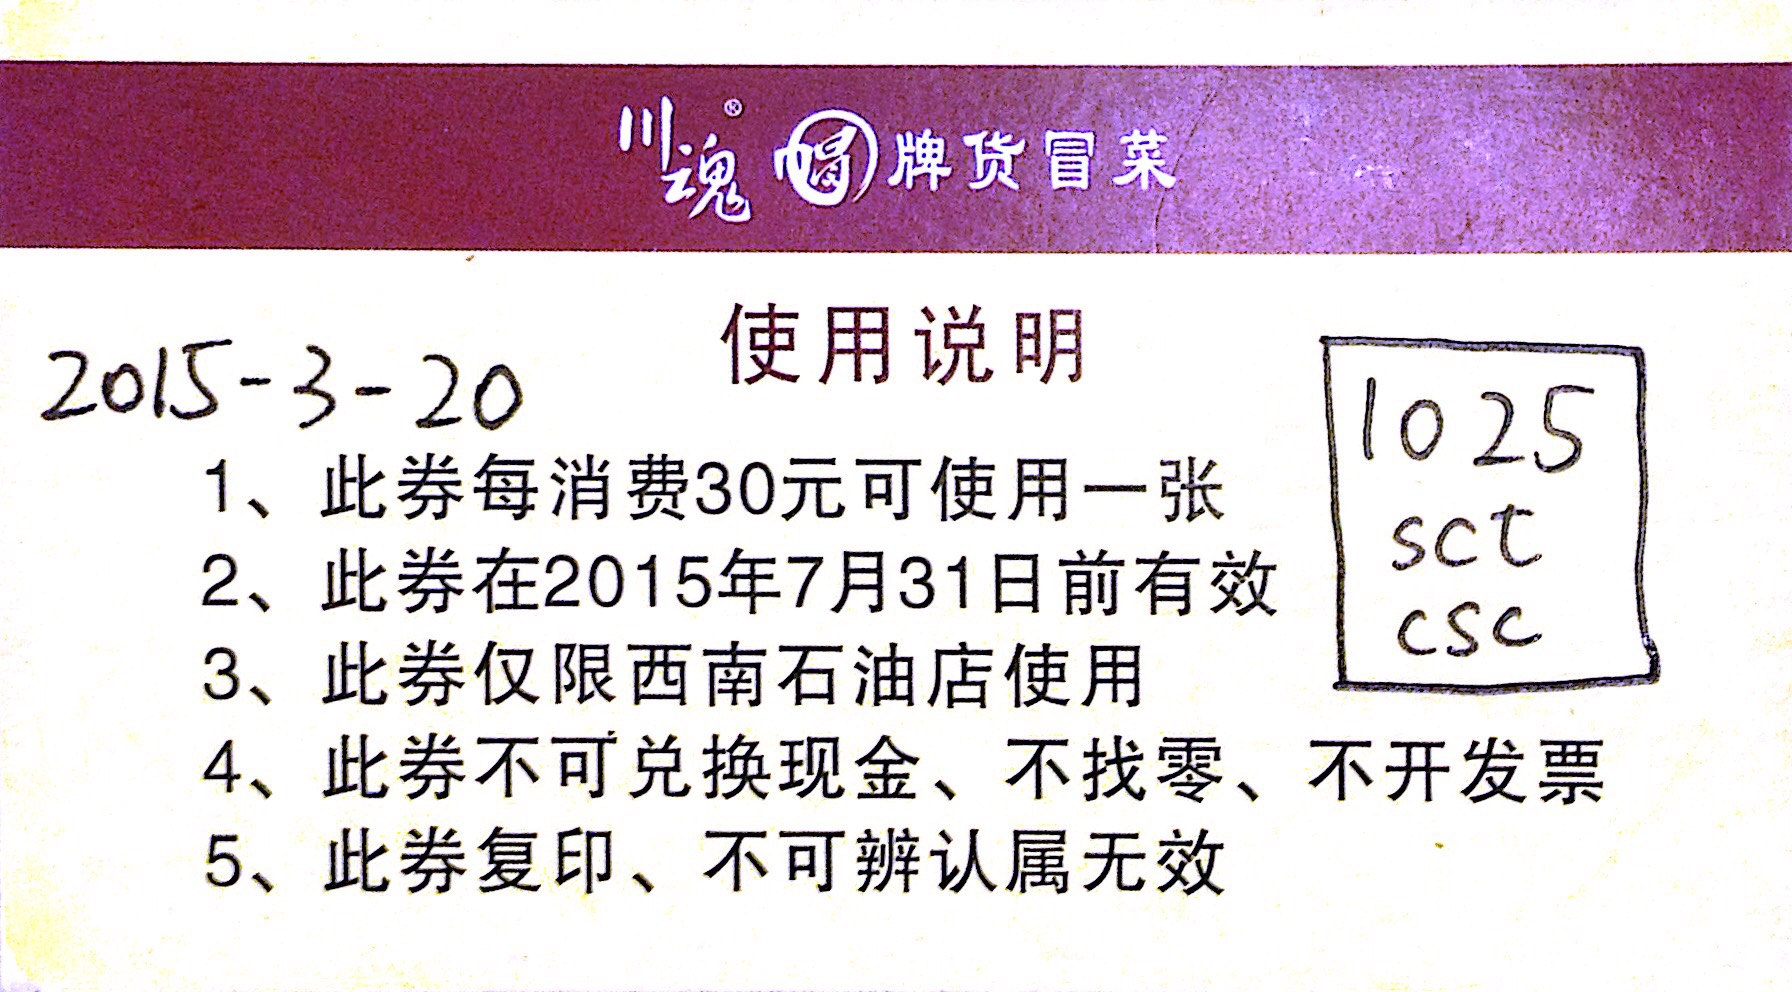 川魂® 帽牌货冒菜
使用说明
2015-3-20
1、此券每消费30元可使用一张
2、此券在2015年7月31日前有效
3、此券仅限西南石油店使用
4、此券不可兑换现金、不找零、不开发票
5、此券复印、不可辨认属无效
1025
sct
csc